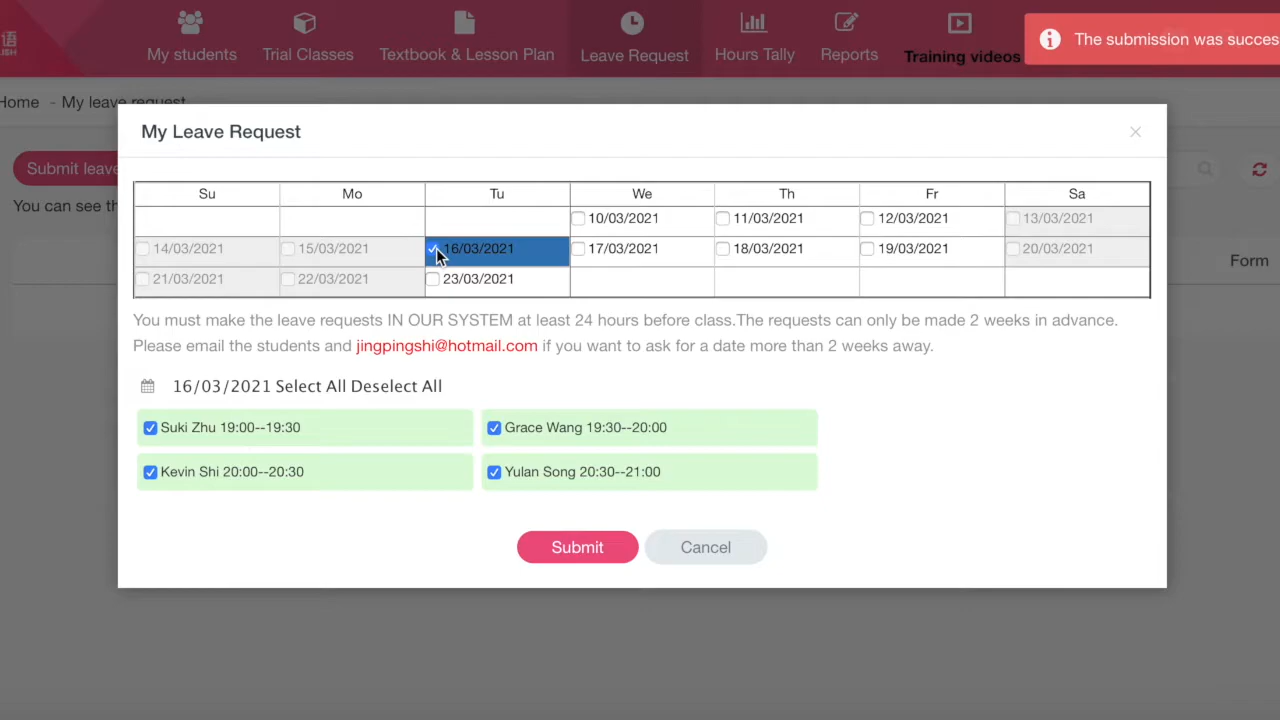 语
My students
Trial Classes
Textbook & Lesson Plan
Leave Request
Hours Tally
Reports
Training videos
The submission was succes
Home - My leave request
My Leave Request
×
Submit leave
You can see th
Form
Su Mo Tu We Th Fr Sa
10/03/2021 11/03/2021 12/03/2021 13/03/2021
14/03/2021 15/03/2021 16/03/2021 17/03/2021 18/03/2021 19/03/2021 20/03/2021
21/03/2021 22/03/2021 23/03/2021
You must make the leave requests IN OUR SYSTEM at least 24 hours before class.The requests can only be made 2 weeks in advance.
Please email the students and jingpingshi@hotmail.com if you want to ask for a date more than 2 weeks away.
16/03/2021 Select All Deselect All
Suki Zhu 19:00--19:30 Grace Wang 19:30--20:00
Kevin Shi 20:00--20:30 Yulan Song 20:30--21:00
Submit Cancel